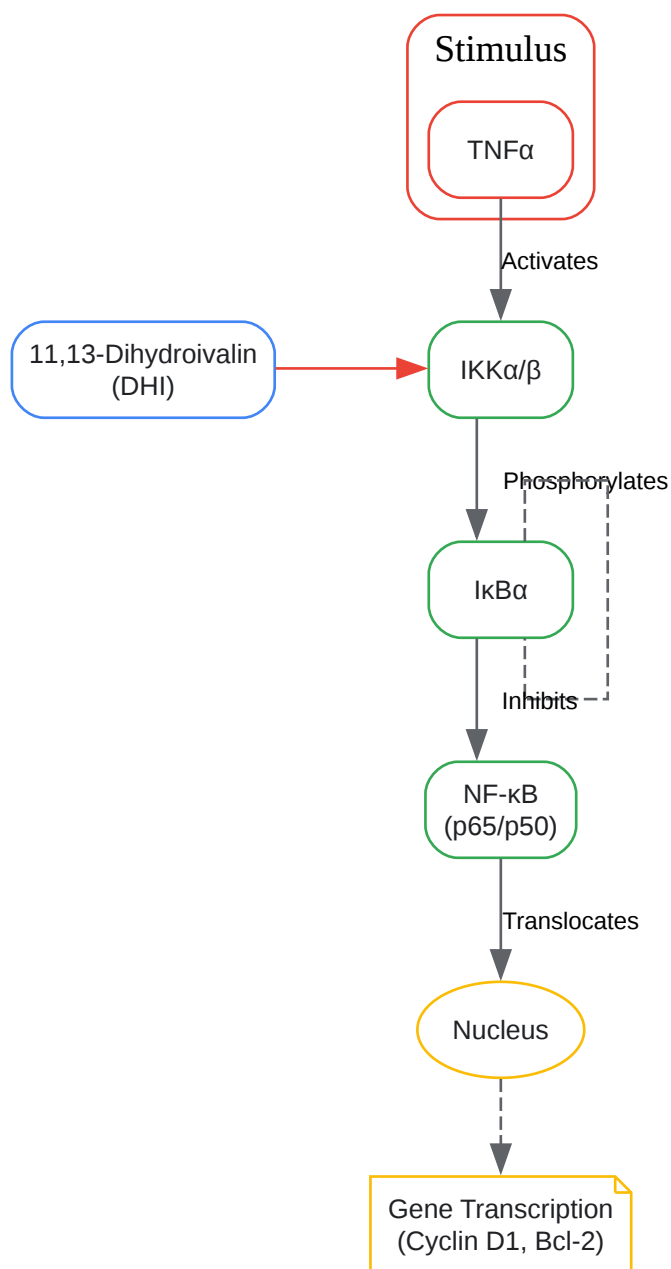 Stimulus
TNFα
Activates
11,13-Dihydroivalin
(DHI)
IKKα/β
Phosphorylates
IκBα
Inhibits
NF-κB
(p65/p50)
Translocates
Nucleus
Gene Transcription
(Cyclin D1, Bcl-2)